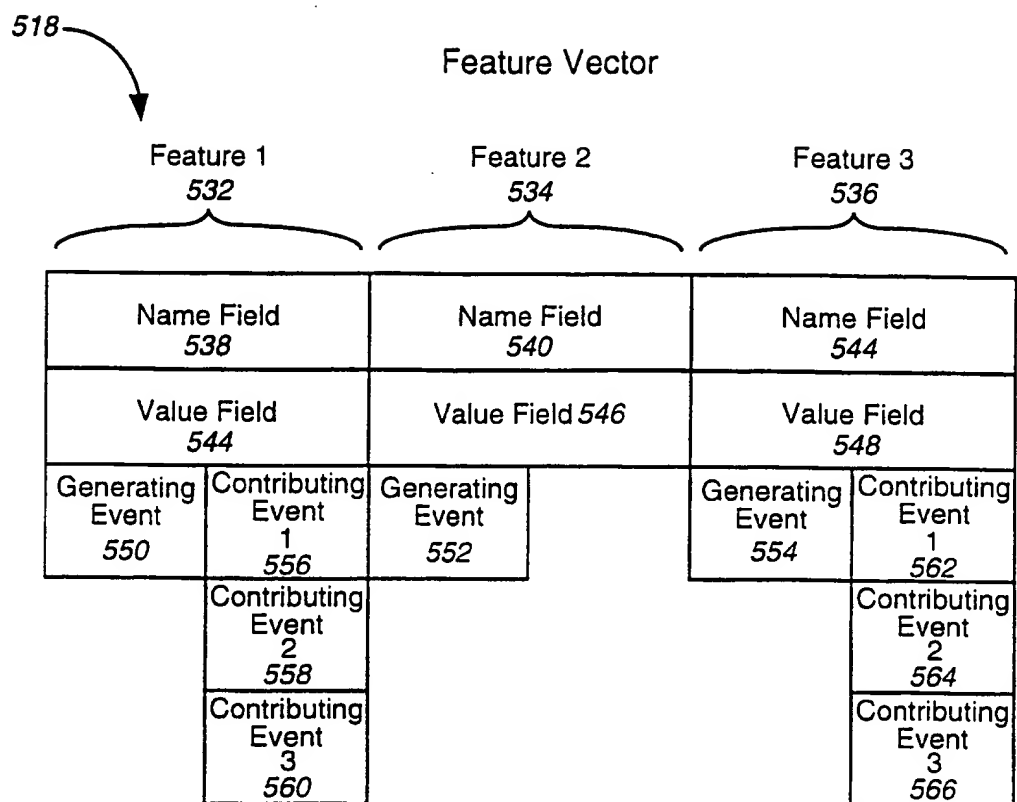 518
Feature Vector
Feature 1
532
Feature 2
534
Feature 3
536
Name Field
538
Name Field
540
Name Field
544
Value Field
544
Value Field 546
Value Field
548
Generating
Event
550
Contributing
Event
1
556
Generating
Event
552
Generating
Event
554
Contributing
Event
1
562
Contributing
Event
2
558
Contributing
Event
2
564
Contributing
Event
3
560
Contributing
Event
3
566